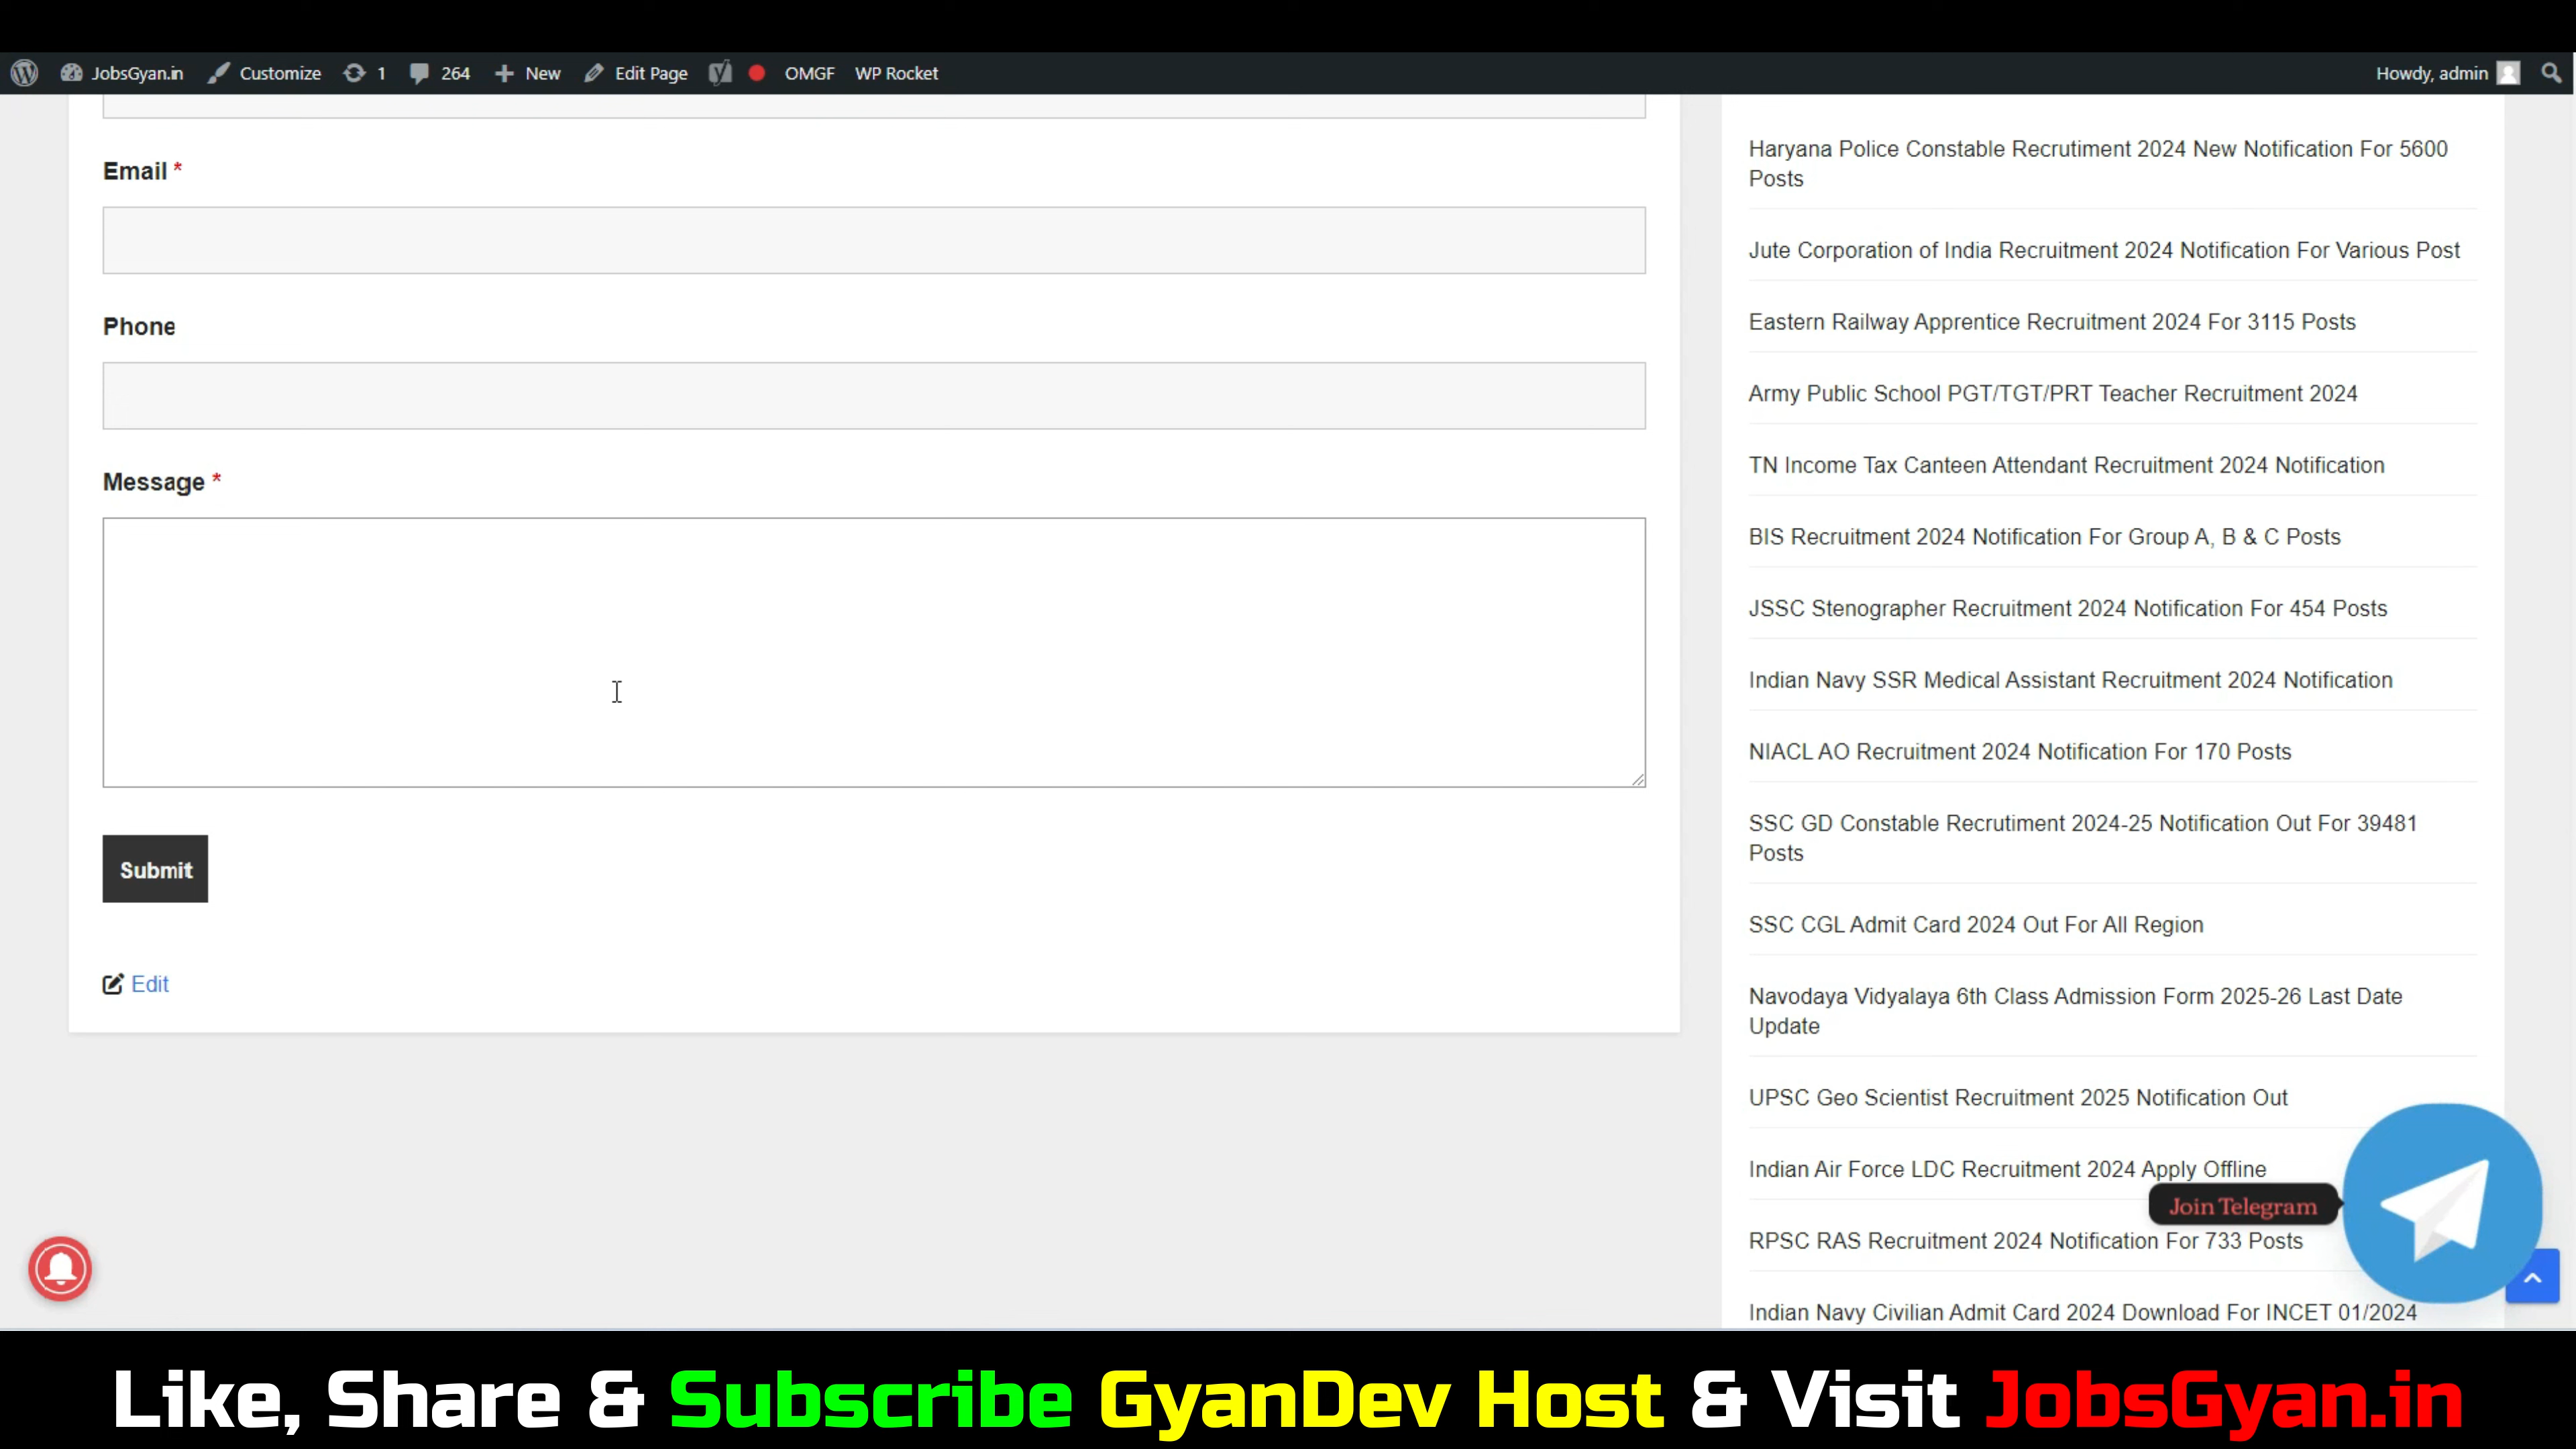 JobsGyan.in Customize 1 264 New Edit Page OMGF WP Rocket Howdy, admin
Email *
Phone
Message *
Submit
Edit
Haryana Police Constable Recrutiment 2024 New Notification For 5600
Posts
Jute Corporation of India Recruitment 2024 Notification For Various Post
Eastern Railway Apprentice Recruitment 2024 For 3115 Posts
Army Public School PGT/TGT/PRT Teacher Recruitment 2024
TN Income Tax Canteen Attendant Recruitment 2024 Notification
BIS Recruitment 2024 Notification For Group A, B & C Posts
JSSC Stenographer Recruitment 2024 Notification For 454 Posts
Indian Navy SSR Medical Assistant Recruitment 2024 Notification
NIACL AO Recruitment 2024 Notification For 170 Posts
SSC GD Constable Recrutiment 2024-25 Notification Out For 39481
Posts
SSC CGL Admit Card 2024 Out For All Region
Navodaya Vidyalaya 6th Class Admission Form 2025-26 Last Date
Update
UPSC Geo Scientist Recruitment 2025 Notification Out
Indian Air Force LDC Recruitment 2024 Apply Offline
Join Telegram
RPSC RAS Recruitment 2024 Notification For 733 Posts
Indian Navy Civilian Admit Card 2024 Download For INCET 01/2024
Like, Share & Subscribe GyanDev Host & Visit JobsGyan.in